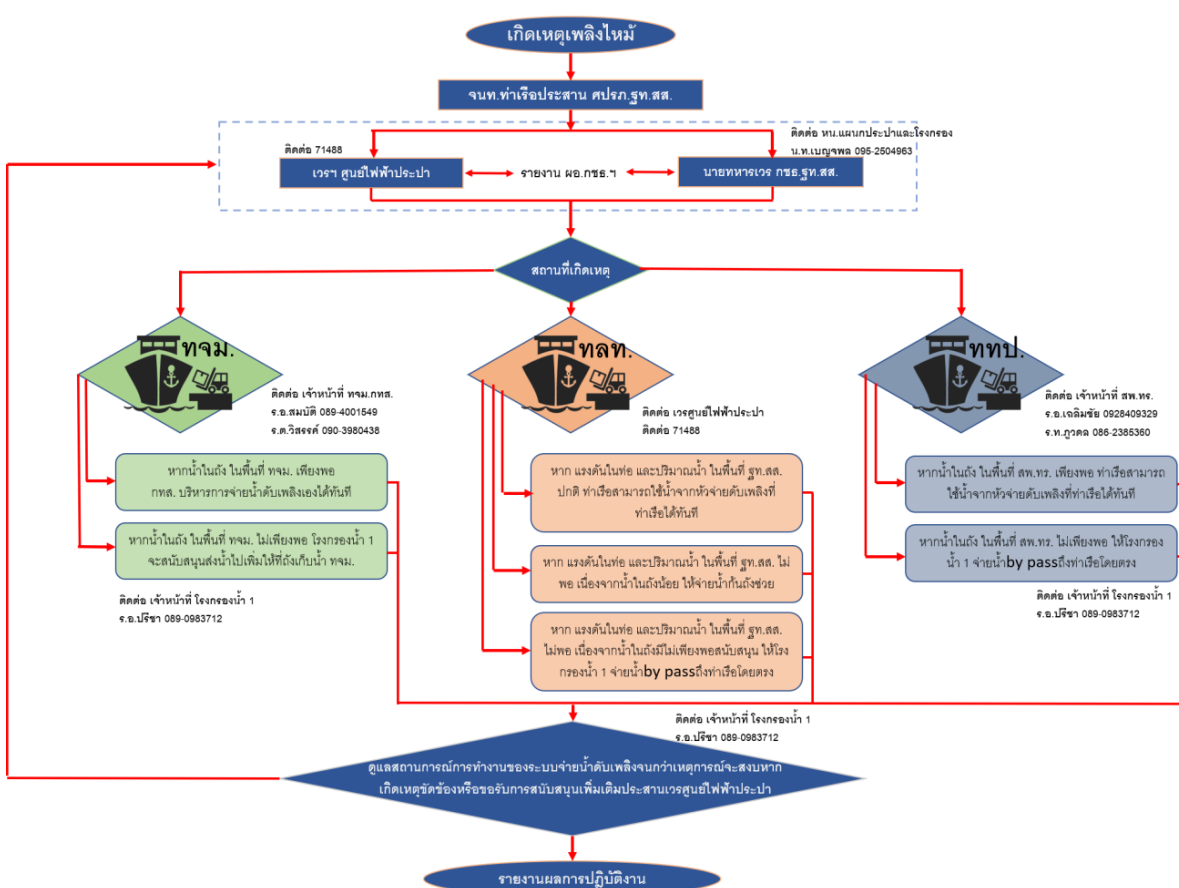 เกิดเหตุเพลิงไหม้
จนท.ท่าเรือประสาน ศปรภ.ฐท.สส.
ติดต่อ 71488
ติดต่อ หน.แผนกประปาและโรงกรอง
น.ท.เบญจพล 095-2504963
เวรฯ ศูนย์ไฟฟ้าประปา
รายงาน ผอ.กชธ.ฯ
นายทหารเวร กชธ.ฐท.สส.
สถานที่เกิดเหตุ
ทจม.
ทลท.
ททป.
ติดต่อ เจ้าหน้าที่ ทจม.กทส.
ร.อ.สมบัติ 089-4001549
ร.ต.วิสรรค์ 090-3980438
ติดต่อ เวรศูนย์ไฟฟ้าประปา
ติดต่อ 71488
ติดต่อ เจ้าหน้าที่ สพ.ทร.
ร.อ.เฉลิมชัย 0928409329
ร.ท.ภูวดล 086-2385360
หากน้ำในถัง ในพื้นที่ ทจม. เพียงพอ
กทส. บริหารการจ่ายน้ำดับเพลิงเองได้ทันที
หากน้ำในถัง ในพื้นที่ ทจม. ไม่เพียงพอ โรงกรองน้ำ 1
จะสนับสนุนส่งน้ำไปเพิ่มให้ที่ถังเก็บน้ำ ทจม.
ติดต่อ เจ้าหน้าที่ โรงกรองน้ำ 1
ร.อ.ปรีชา 089-0983712
หาก แรงดันในท่อ และปริมาณน้ำ ในพื้นที่ ฐท.สส.
ปกติ ท่าเรือสามารถใช้น้ำจากหัวจ่ายดับเพลิงที่
ท่าเรือได้ทันที
หาก แรงดันในท่อ และปริมาณน้ำ ในพื้นที่ ฐท.สส. ไม่
พอ เนื่องจากน้ำในถังน้อย ให้จ่ายน้ำก้นถังช่วย
หาก แรงดันในท่อ และปริมาณน้ำ ในพื้นที่ ฐท.สส.
ไม่พอ เนื่องจากน้ำในถังมีไม่เพียงพอสนับสนุน ให้โรง
กรองน้ำ 1 จ่ายน้ำby passถึงท่าเรือโดยตรง
หากน้ำในถัง ในพื้นที่ สพ.ทร. เพียงพอ ท่าเรือสามารถ
ใช้น้ำจากหัวจ่ายดับเพลิงที่ท่าเรือได้ทันที
หากน้ำในถัง ในพื้นที่ สพ.ทร. ไม่เพียงพอ ให้โรงกรอง
น้ำ 1 จ่ายน้ำby passถึงท่าเรือโดยตรง
ติดต่อ เจ้าหน้าที่ โรงกรองน้ำ 1
ร.อ.ปรีชา 089-0983712
ติดต่อ เจ้าหน้าที่ โรงกรองน้ำ 1
ร.อ.ปรีชา 089-0983712
ดูแลสถานการณ์การทำงานของระบบจ่ายน้ำดับเพลิงจนกว่าเหตุการณ์จะสงบหาก
เกิดเหตุขัดข้องหรือขอรับการสนับสนุนเพิ่มเติมประสานเวรศูนย์ไฟฟ้าประปา
รายงานผลการปฏิบัติงาน